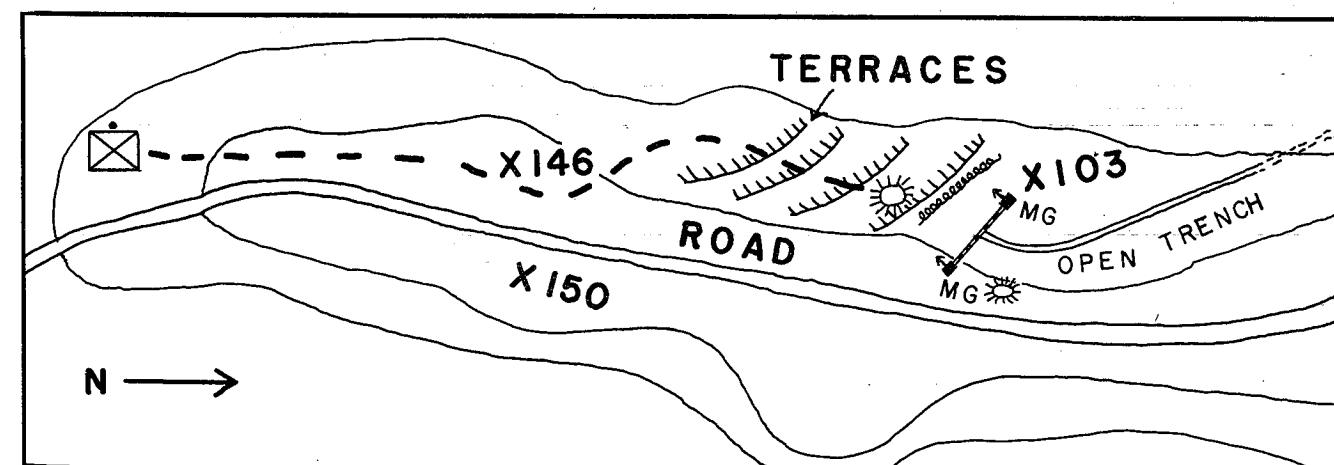 TERRACES
X146
X103
MG
ROAD
OPEN TRENCH
X150
MG
N